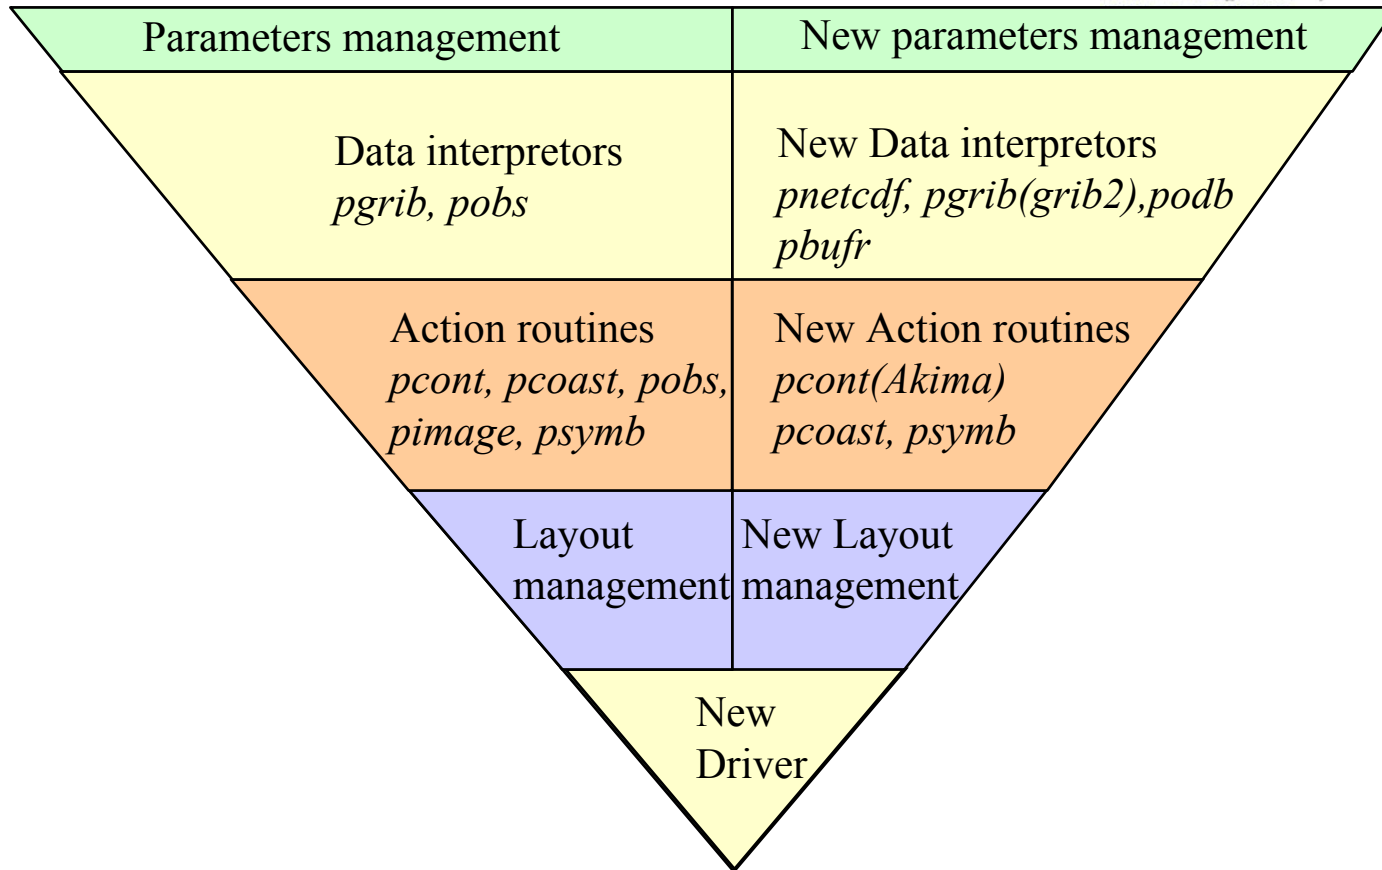 Parameters management
New parameters management
Data interpretors
pgrib, pobs
New Data interpretors
pnetcdf, pgrib(grib2),podb
pbufr
Action routines
pcont, pcoast, pobs,
pimage, psymb
New Action routines
pcont(Akima)
pcoast, psymb
Layout
management
New Layout
management
New
Driver